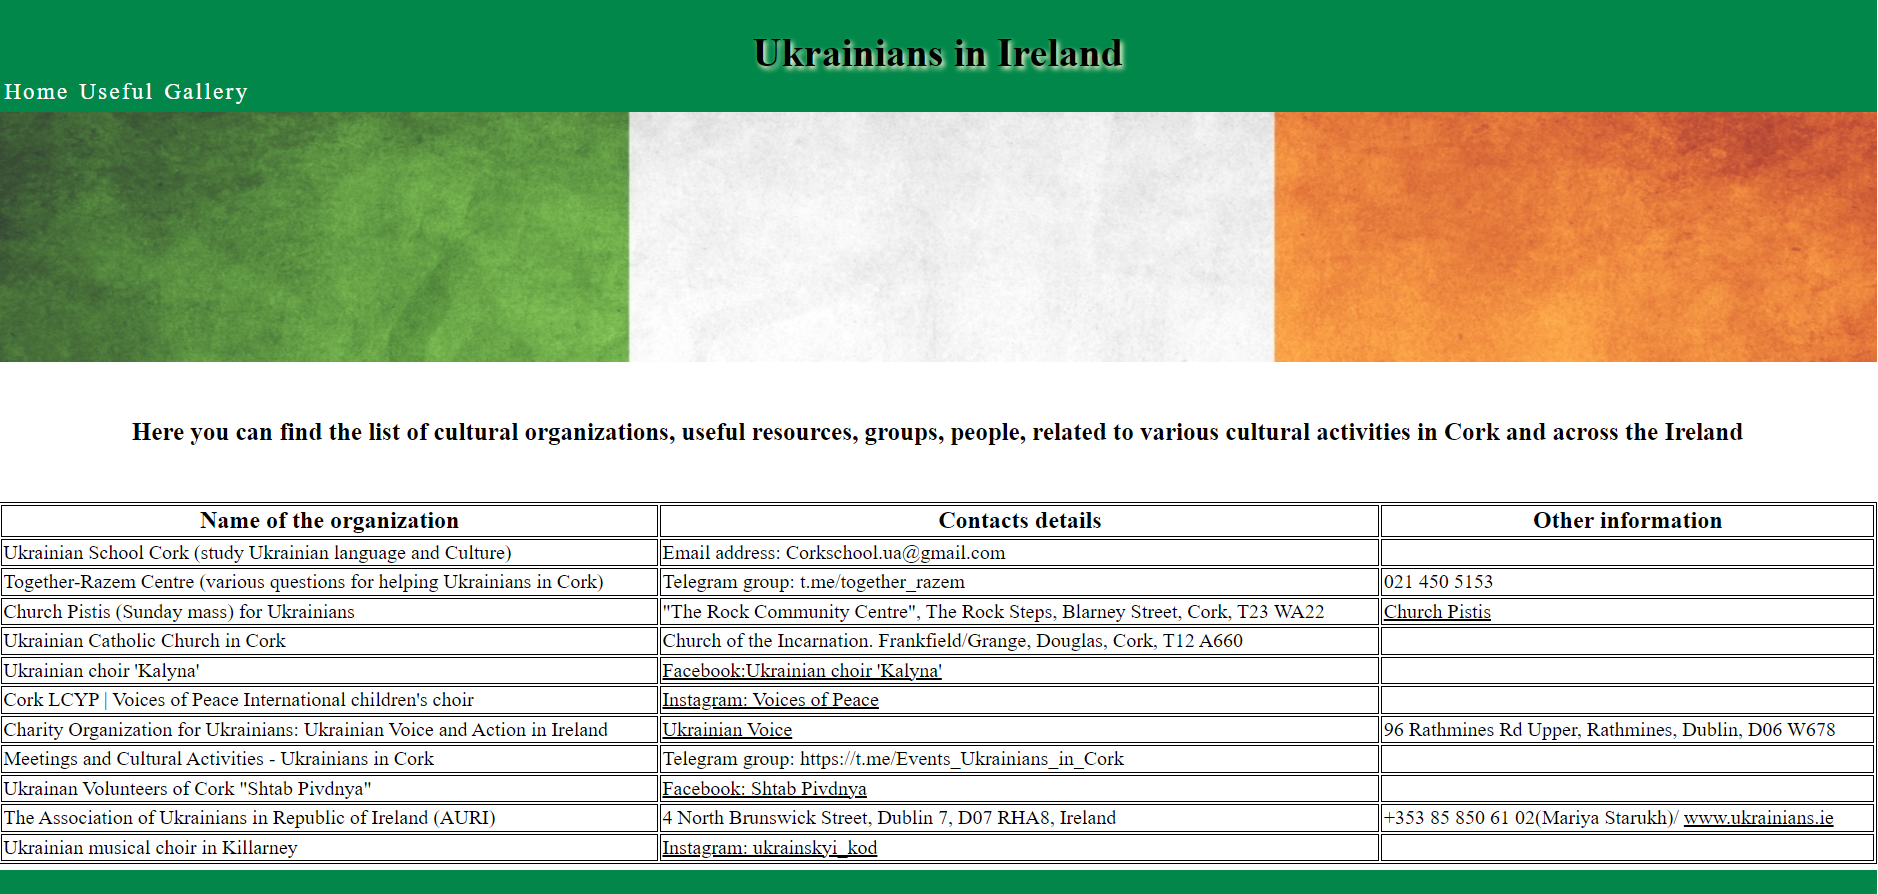 Ukrainians in Ireland
Home Useful Gallery
Here you can find the list of cultural organizations, useful resources, groups, people, related to various cultural activities in Cork and across the Ireland
Name of the organization Contacts details Other information
Ukrainian School Cork (study Ukrainian language and Culture) Email address: Corkschool.ua@gmail.com
Together-Razem Centre (various questions for helping Ukrainians in Cork) Telegram group: t.me/together_razem 021 450 5153
Church Pistis (Sunday mass) for Ukrainians "The Rock Community Centre", The Rock Steps, Blarney Street, Cork, T23 WA22 Church Pistis
Ukrainian Catholic Church in Cork Church of the Incarnation. Frankfield/Grange, Douglas, Cork, T12 A660
Ukrainian choir 'Kalyna' Facebook:Ukrainian choir 'Kalyna'
Cork LCYP | Voices of Peace International children's choir Instagram: Voices of Peace
Charity Organization for Ukrainians: Ukrainian Voice and Action in Ireland Ukrainian Voice 96 Rathmines Rd Upper, Rathmines, Dublin, D06 W678
Meetings and Cultural Activities - Ukrainians in Cork Telegram group: https://t.me/Events_Ukrainians_in_Cork
Ukrainan Volunteers of Cork "Shtab Pivdnya" Facebook: Shtab Pivdnya
The Association of Ukrainians in Republic of Ireland (AURI) 4 North Brunswick Street, Dublin 7, D07 RHA8, Ireland +353 85 850 61 02(Mariya Starukh)/ www.ukrainians.ie
Ukrainian musical choir in Killarney Instagram: ukrainskyi_kod